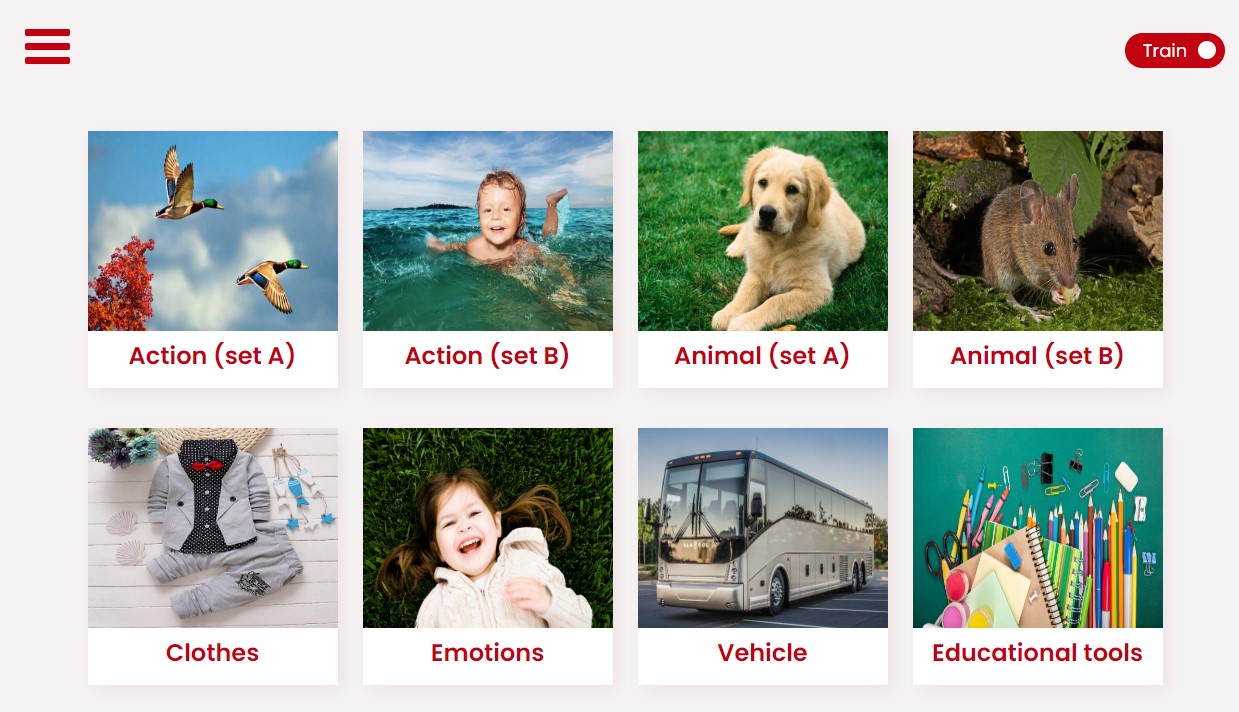 Train
Action (set A)
Action (set B)
Animal (set A)
Animal (set B)
Clothes
Emotions
Vehicle
Educational tools